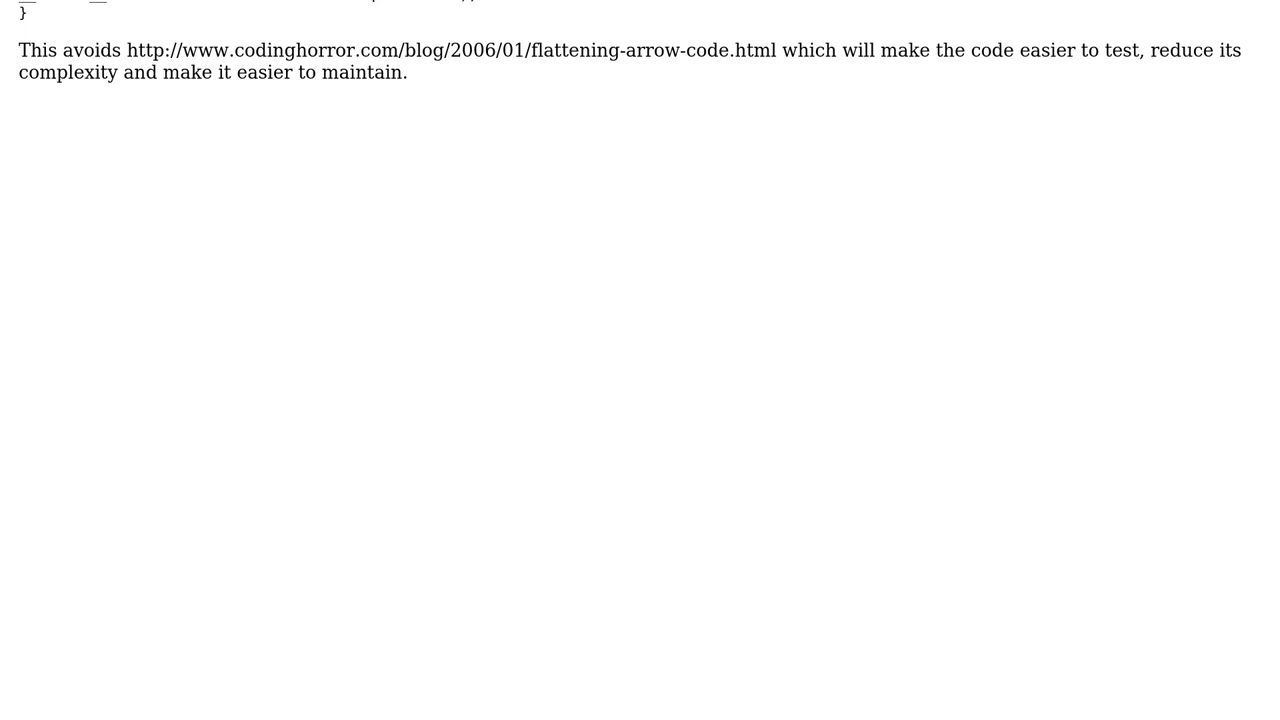 }
This avoids http://www.codinghorror.com/blog/2006/01/flattening-arrow-code.html which will make the code easier to test, reduce its
complexity and make it easier to maintain.